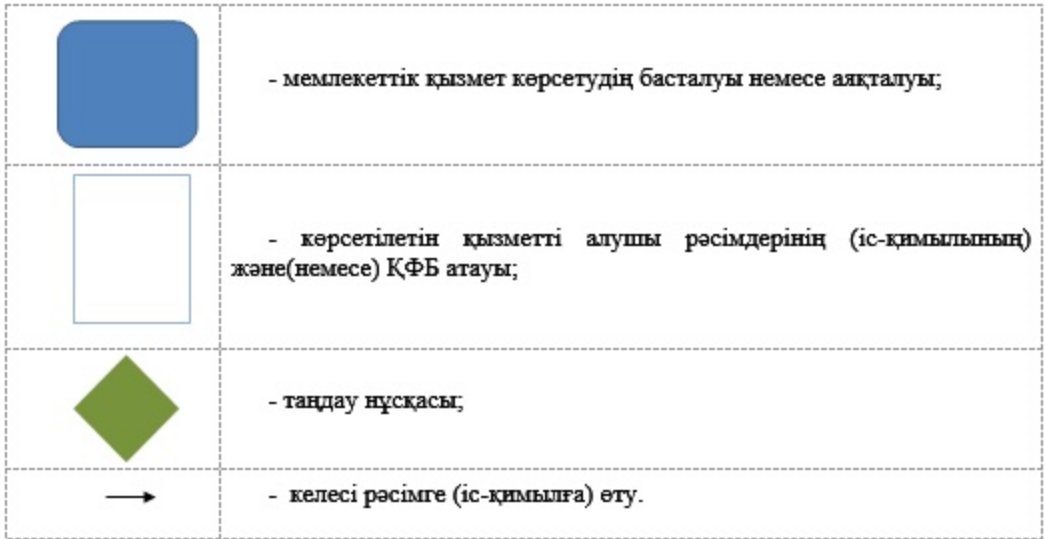 - мемлекеттік қызмет көрсетудің басталуы немесе аяқталуы;
- көрсетілетін қызметті алушы рәсімдерінің (іс-қимылының)
және(немесе) ҚФБ атауы;
- таңдау нұсқасы;
- келесі рәсімге (іс-қимылға) өту.